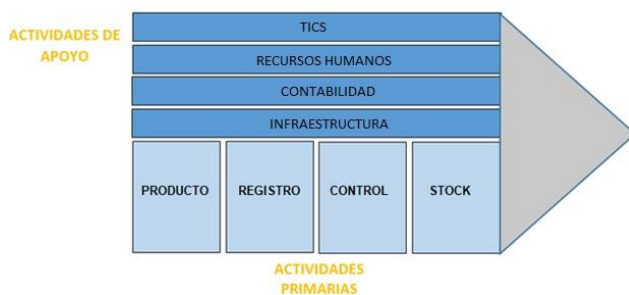 TICS
ACTIVIDADES DE
APOYO
RECURSOS HUMANOS
CONTABILIDAD
INFRAESTRUCTURA
PRODUCTO
REGISTRO
CONTROL
STOCK
ACTIVIDADES
PRIMARIAS